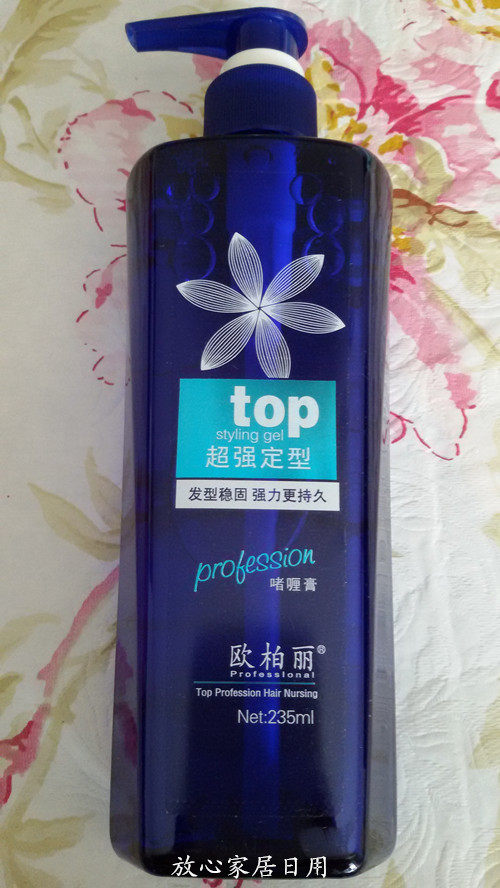 top
styling gel
超强定型
发型稳固 强力更持久
profession
啫喱膏
欧柏丽®
Professional
Top Profession Hair Nursing
Net:235ml
放心家居日用